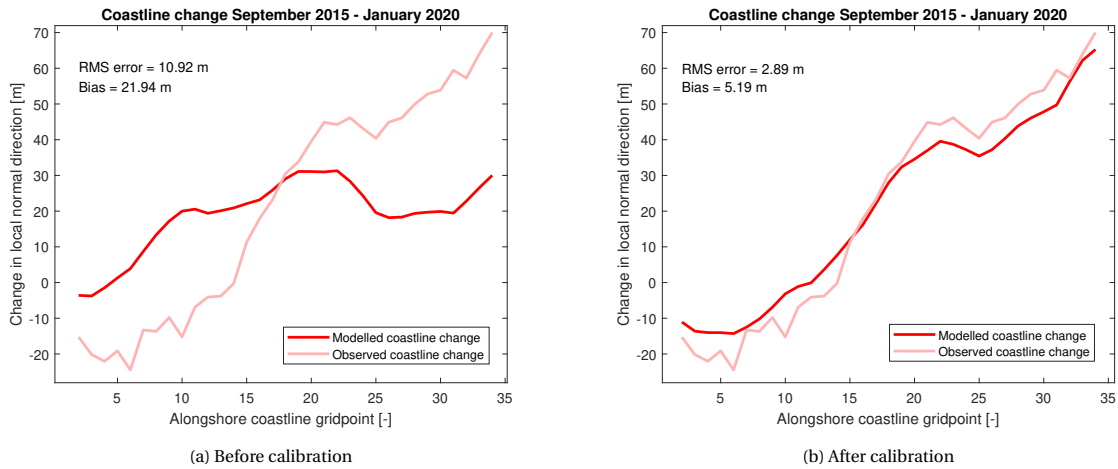 Coastline change September 2015 - January 2020
70
60
50
40
30
20
10
0
-10
-20
Change in local normal direction [m]
RMS error = 10.92 m
Bias = 21.94 m
Modelled coastline change
Observed coastline change
5
10
15
20
25
30
35
Alongshore coastline gridpoint [-]
(a) Before calibration
Coastline change September 2015 - January 2020
70
60
50
40
30
20
10
0
-10
-20
Change in local normal direction [m]
RMS error = 2.89 m
Bias = 5.19 m
Modelled coastline change
Observed coastline change
5
10
15
20
25
30
35
Alongshore coastline gridpoint [-]
(b) After calibration